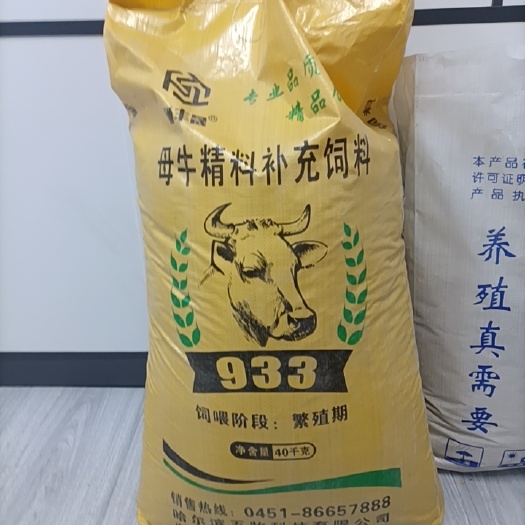 专业品质
精品
母牛精料补充饲料
933
饲喂阶段：繁殖期
净含量 40千克
销售热线：0451-86657888
本产品
许可证明
产品执
养殖真需要